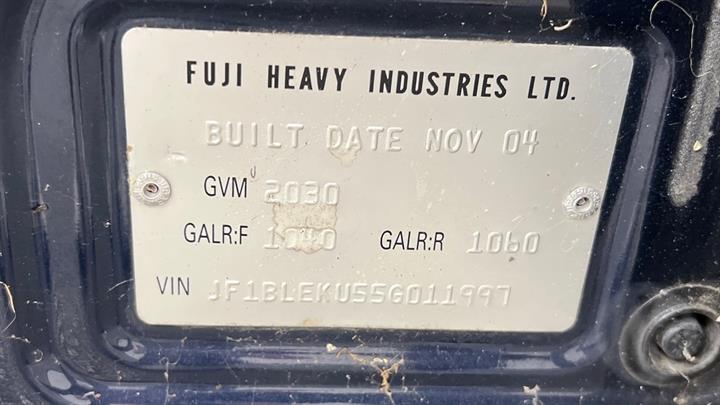 FUJI HEAVY INDUSTRIES LTD.
BUILT DATE NOV 04
GVM 2030
GALR:F 1040 GALR:R 1060
VIN JF1BLEKU55G011997